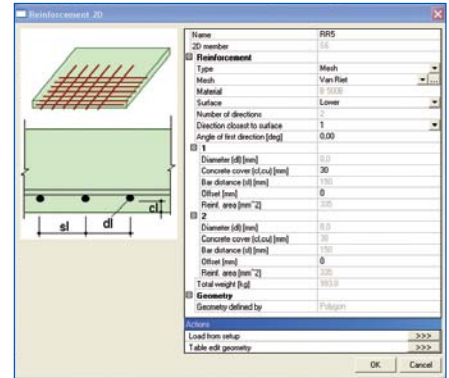 Reinforcement 2D
Name RR5
2D member S6
Reinforcement
Type Mesh
Mesh Van Riet ...
Material B 500B
Surface Lower
Number of directions 2
Direction closest to surface 1
Angle of first direction [deg] 0,00
1
Diameter (dl) [mm] 8,0
Concrete cover (cl,cu) [mm] 30
Bar distance (sl) [mm] 150
Offset [mm] 0
Reinf. area [mm^2] 335
2
Diameter (dl) [mm] 8,0
Concrete cover (cl,cu) [mm] 38
Bar distance (sl) [mm] 150
Offset [mm] 0
Reinf. area [mm^2] 335
Total weight [kg]
Geometry
Geometry defined by Polygon
sl dl cl
Actions
Load from setup >>>
Table edit geometry >>>
OK Cancel